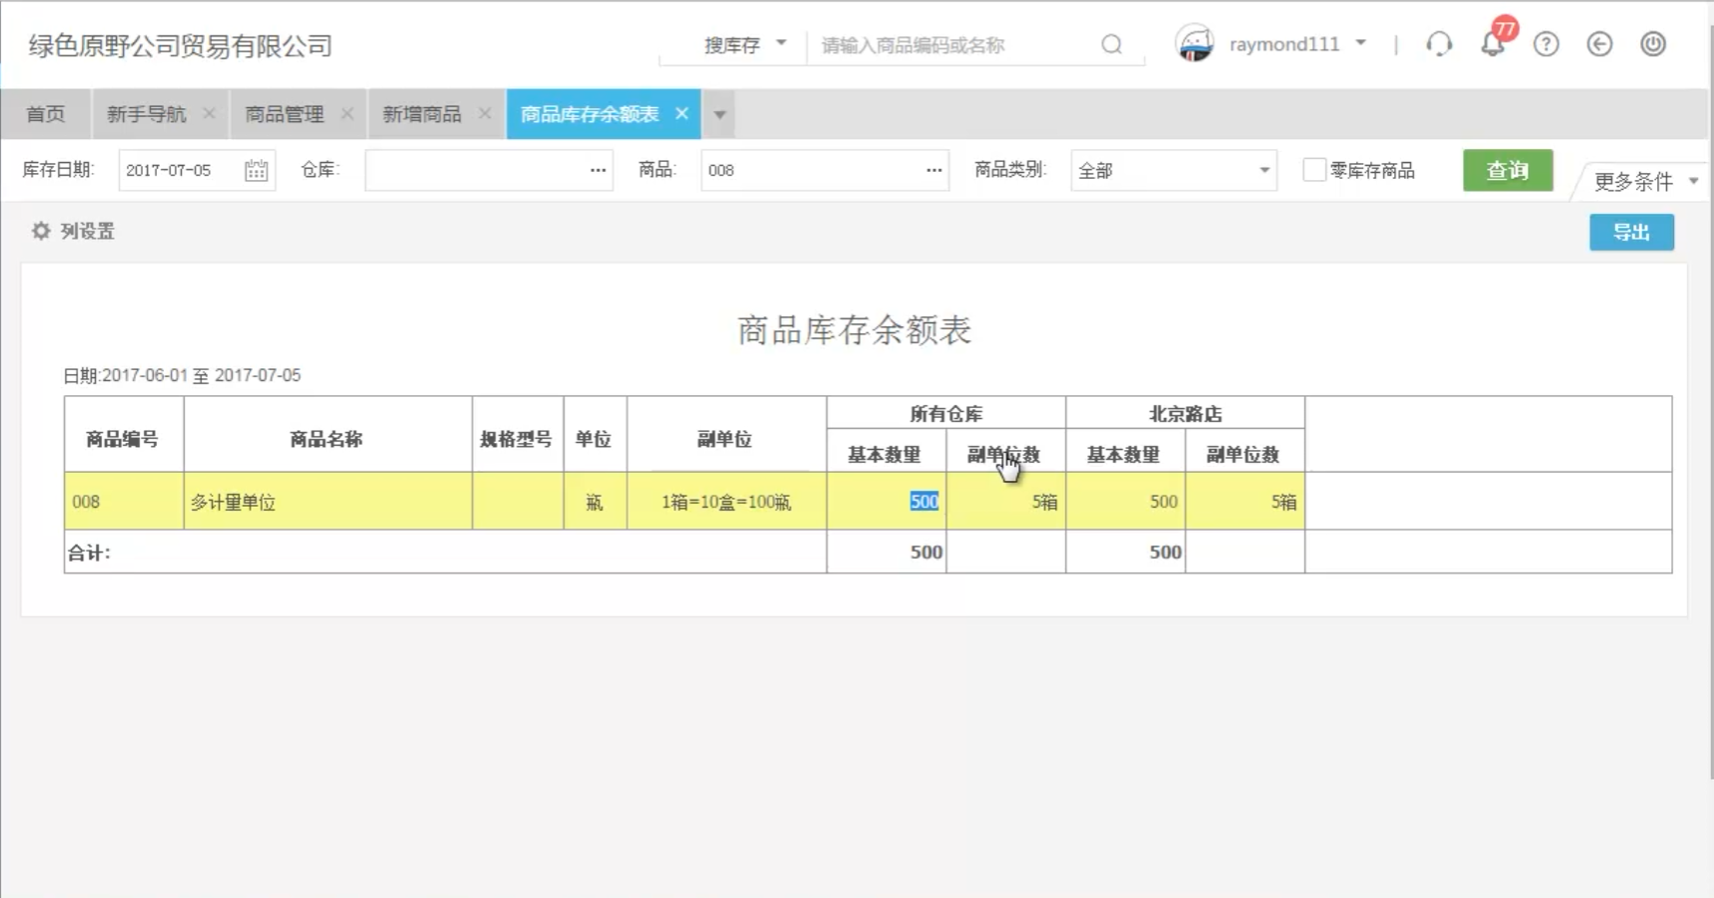 绿色原野公司贸易有限公司
搜库存 请输入商品编码或名称 raymond111 77
首页 新手导航 商品管理 新增商品 商品库存余额表
库存日期: 2017-07-05 仓库: 商品: 008 商品类别: 全部 零库存商品 查询 更多条件
列设置 导出
商品库存余额表
日期:2017-06-01 至 2017-07-05
商品编号 商品名称 规格型号 单位 副单位 所有仓库 北京路店
基本数量 副单位数 基本数量 副单位数
008 多计量单位 瓶 1箱=10盒=100瓶 500 5箱 500 5箱
合计: 500 500